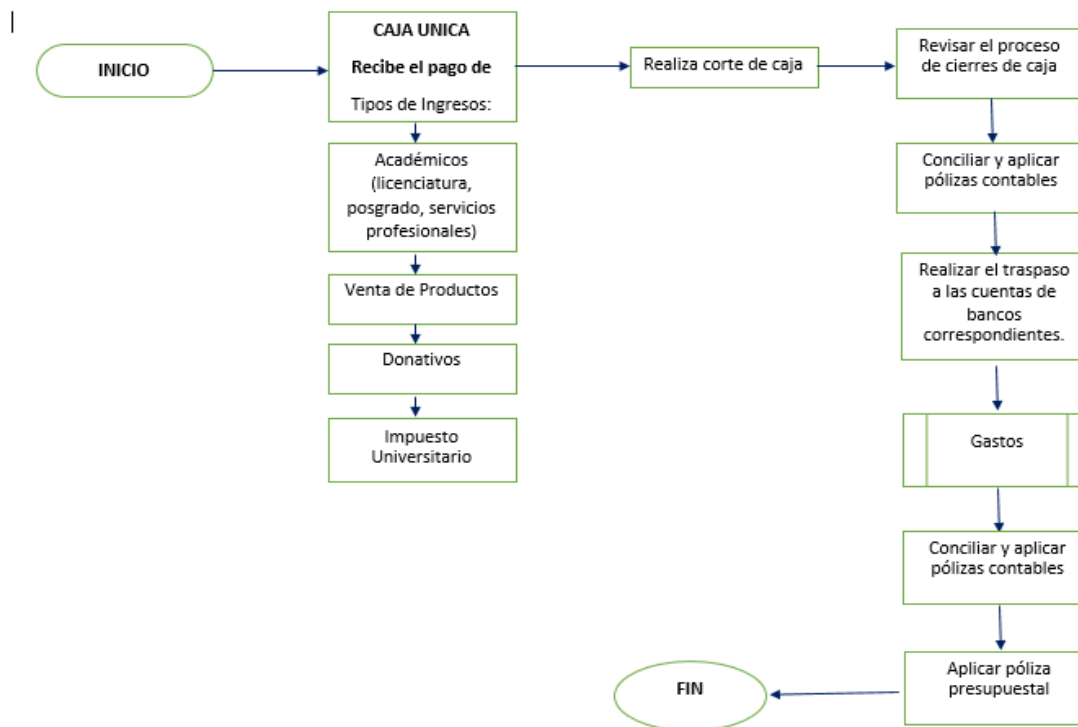 INICIO
CAJA UNICA
Recibe el pago de
Tipos de Ingresos:
Académicos
(licenciatura,
posgrado, servicios
profesionales)
Venta de Productos
Donativos
Impuesto
Universitario
Realiza corte de caja
Revisar el proceso
de cierres de caja
Conciliar y aplicar
pólizas contables
Realizar el traspaso
a las cuentas de
bancos
correspondientes.
Gastos
Conciliar y aplicar
pólizas contables
Aplicar póliza
presupuestal
FIN